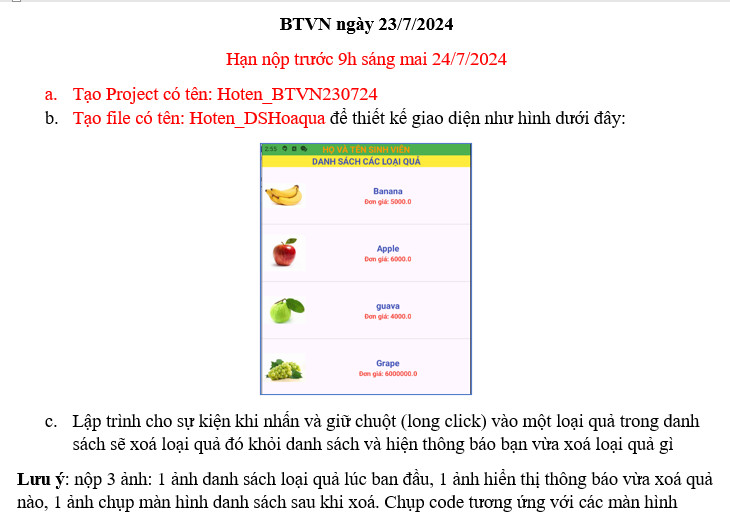 BTVN ngày 23/7/2024
Hạn nộp trước 9h sáng mai 24/7/2024
a. Tạo Project có tên: Hoten_BTVN230724
b. Tạo file có tên: Hoten_DSHoaqua để thiết kế giao diện như hình dưới đây:
2:55 HỌ VÀ TÊN SINH VIÊN
DANH SÁCH CÁC LOẠI QUẢ
Banana
Đơn giá: 5000.0
Apple
Đơn giá: 6000.0
guava
Đơn giá: 4000.0
Grape
Đơn giá: 6000000.0
c. Lập trình cho sự kiện khi nhấn và giữ chuột (long click) vào một loại quả trong danh
sách sẽ xoá loại quả đó khỏi danh sách và hiện thông báo bạn vừa xoá loại quả gì
Lưu ý: nộp 3 ảnh: 1 ảnh danh sách loại quả lúc ban đầu, 1 ảnh hiển thị thông báo vừa xoá quả
nào, 1 ảnh chụp màn hình danh sách sau khi xoá. Chụp code tương ứng với các màn hình